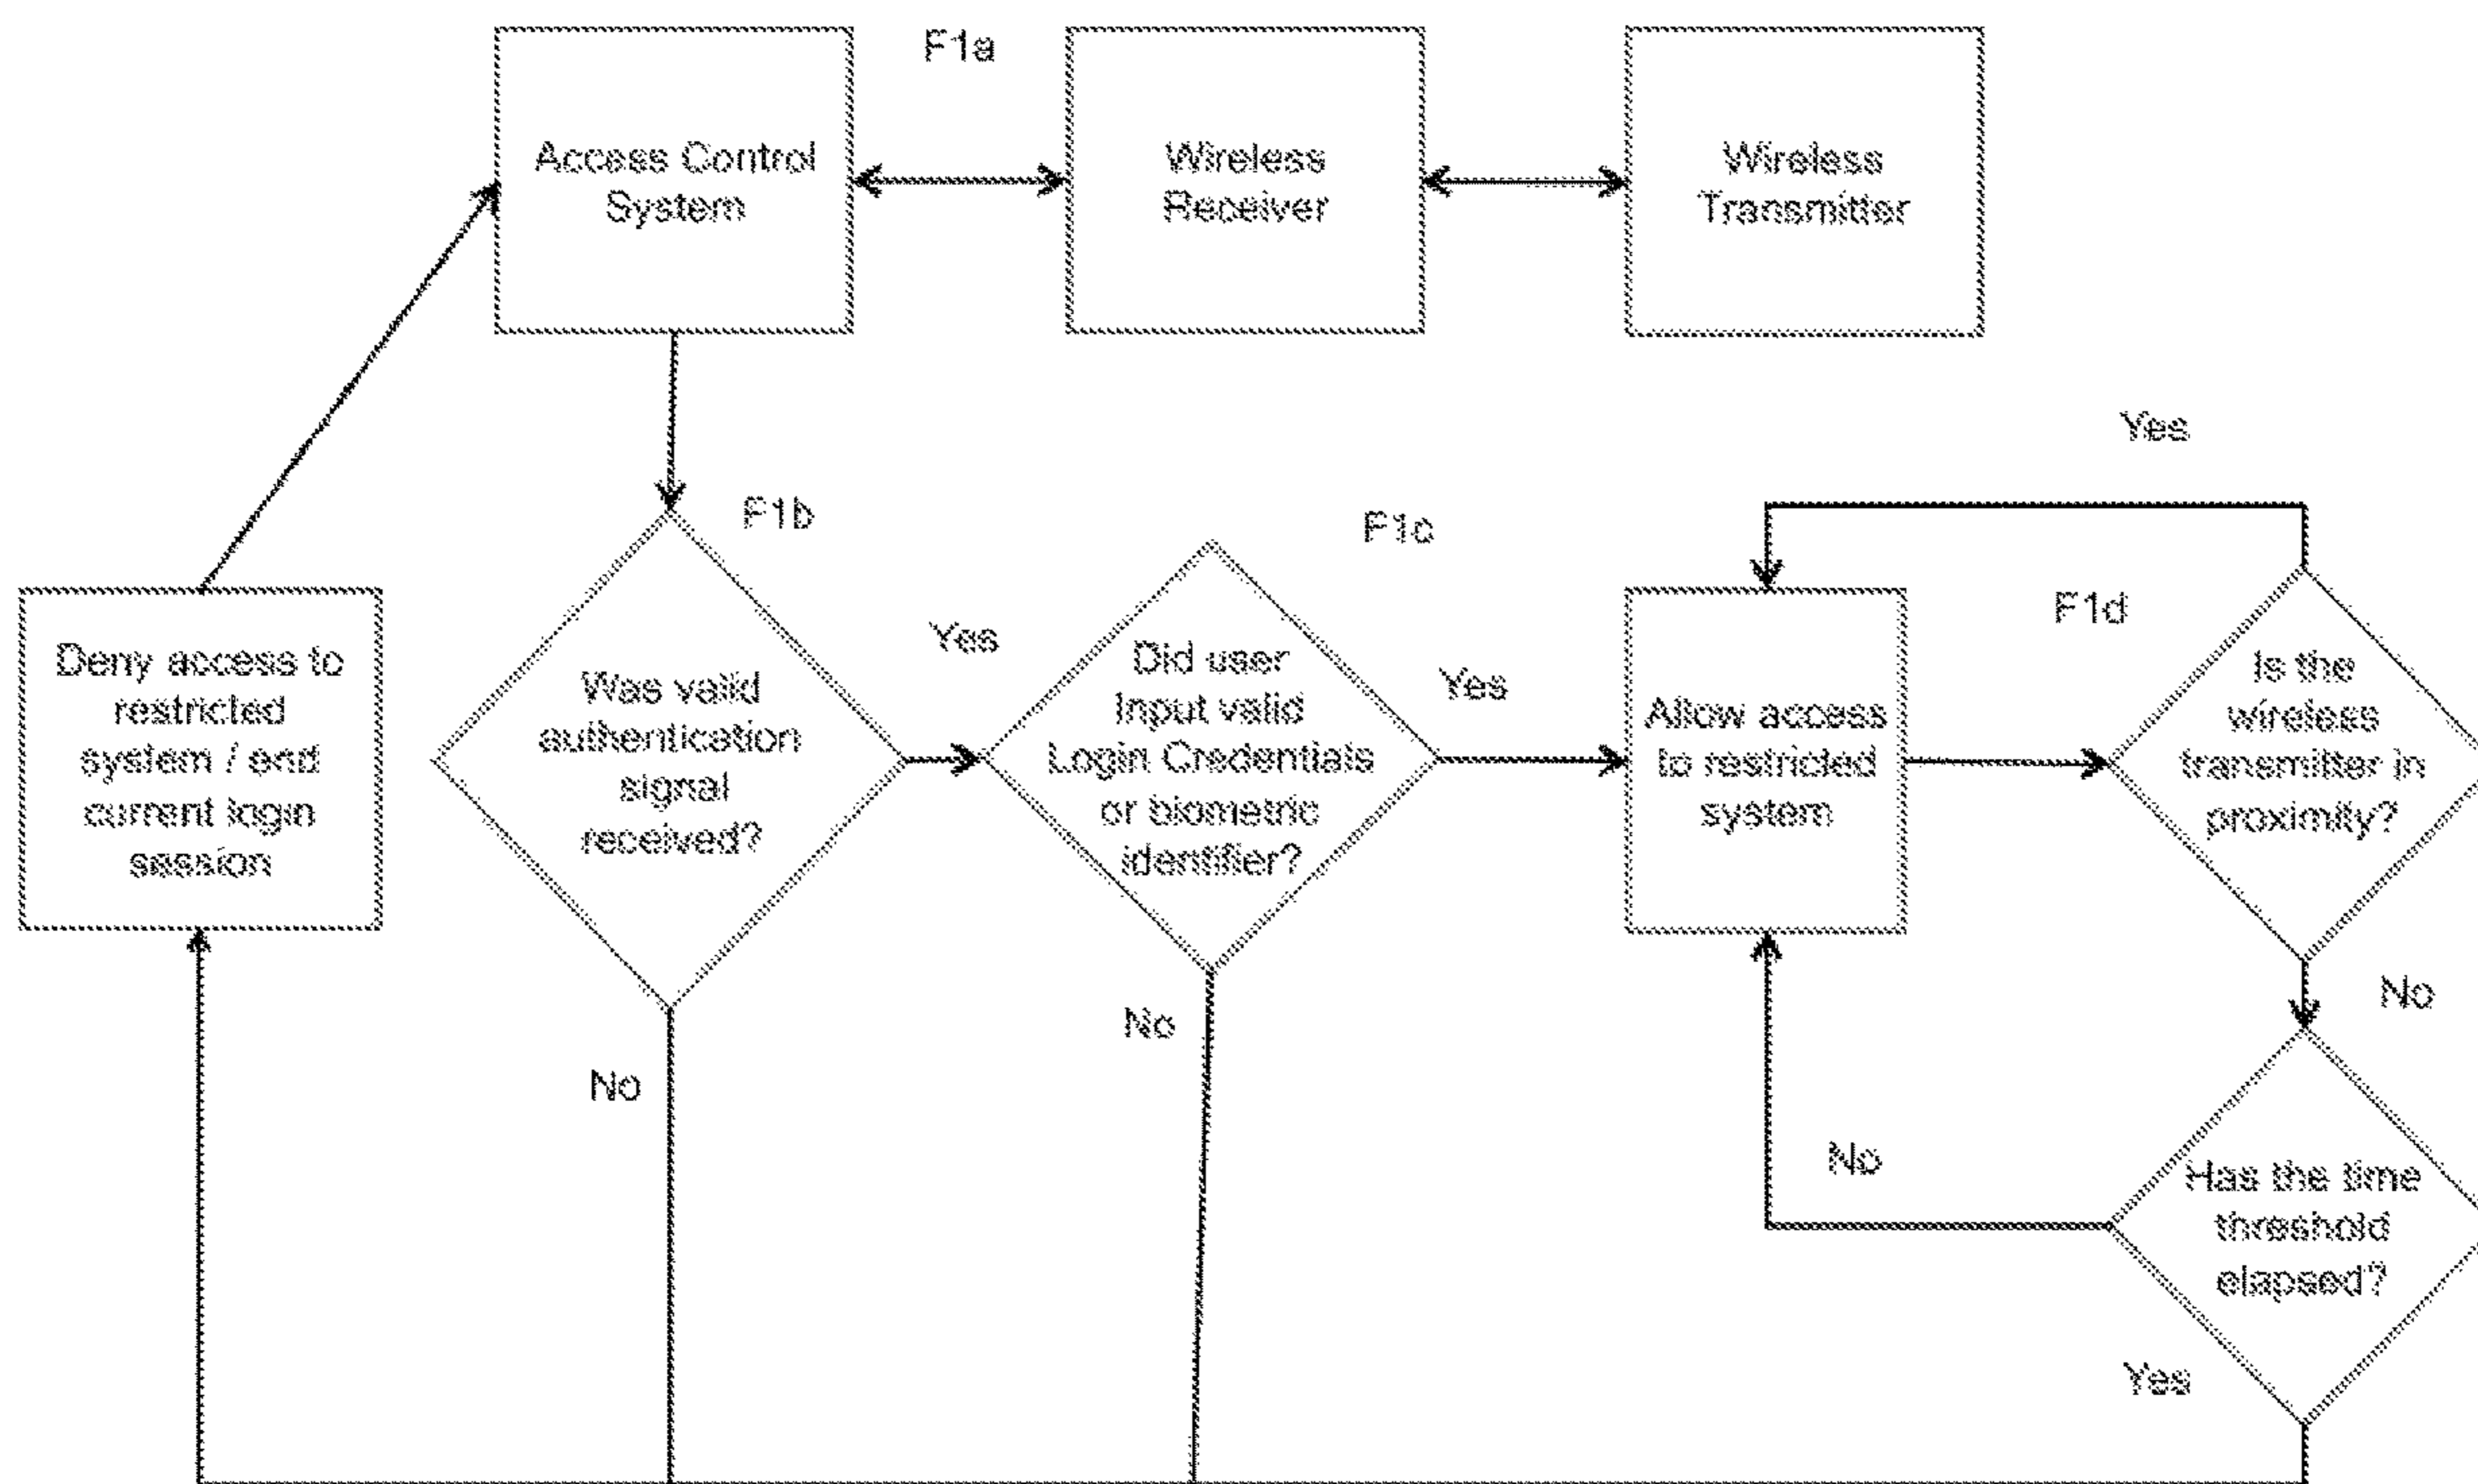 F1a
Access Control
System
Wireless
Receiver
Wireless
Transmitter
Yes
F1b
F1c
F1d
Deny access to
restricted
system / end
current login
session
Was valid
authentication
signal
received?
Yes
Did user
Input valid
Login Credentials
or biometric
identifier?
Yes
Allow access
to restricted
system
Is the
wireless
transmitter in
proximity?
No
No
No
No
Has the time
threshold
elapsed?
Yes